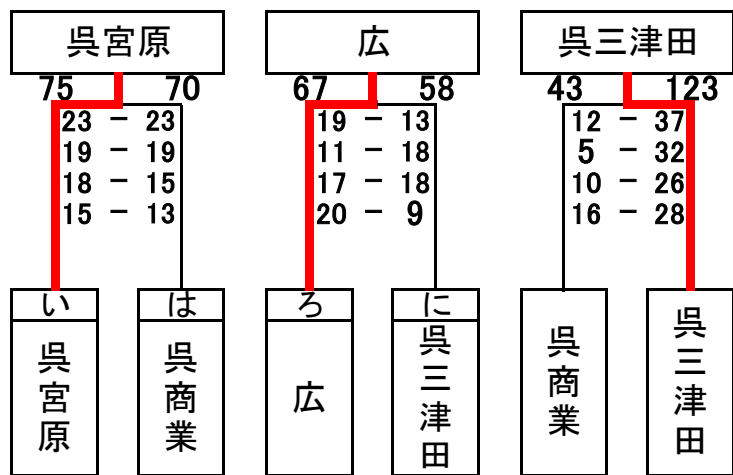 呉宮原
広
呉三津田
75 70
67 58
43 123
23 - 23
19 - 19
18 - 15
15 - 13
19 - 13
11 - 18
17 - 18
20 - 9
12 - 37
5 - 32
10 - 26
16 - 28
い
呉宮原
は
呉商業
ろ
広
に
呉三津田
呉商業
呉三津田